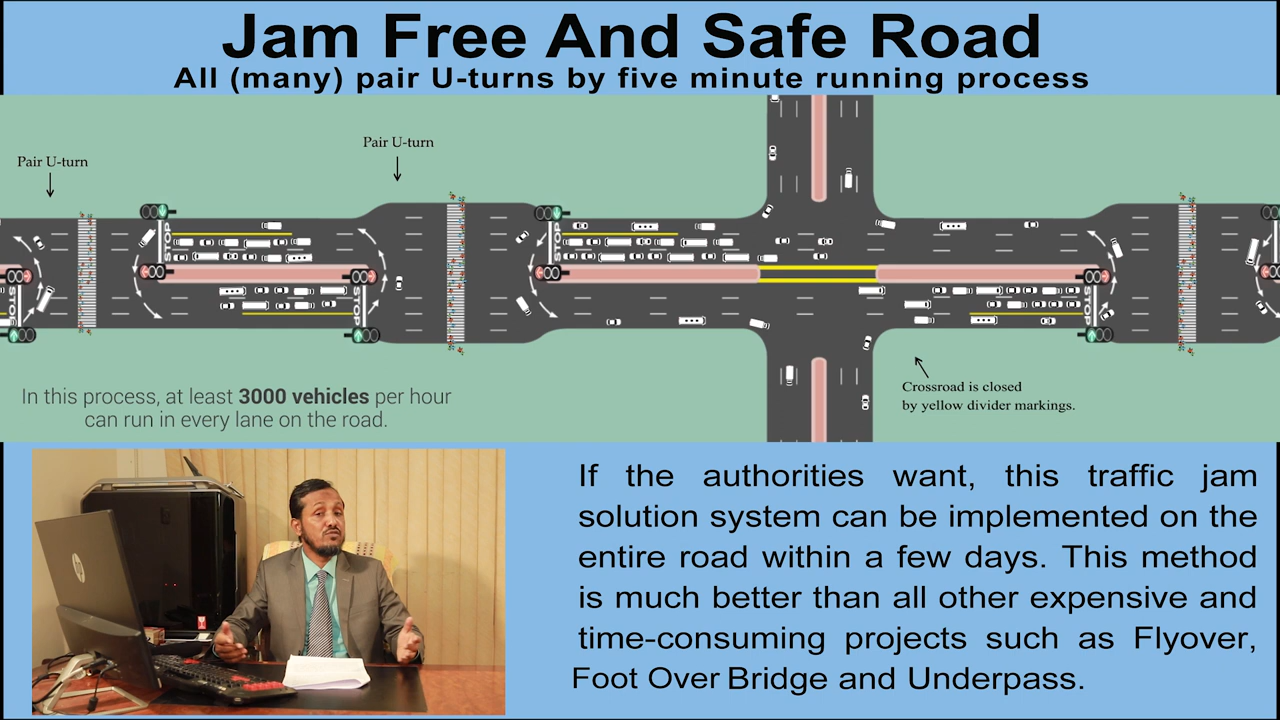 Jam Free And Safe Road
All (many) pair U-turns by five minute running process
Pair U-turn
Pair U-turn
STOP
STOP
STOP
STOP
STOP
Crossroad is closed
by yellow divider markings.
In this process, at least 3000 vehicles per hour
can run in every lane on the road.
hp
If the authorities want, this traffic jam
solution system can be implemented on the
entire road within a few days. This method
is much better than all other expensive and
time-consuming projects such as Flyover,
Foot Over Bridge and Underpass.